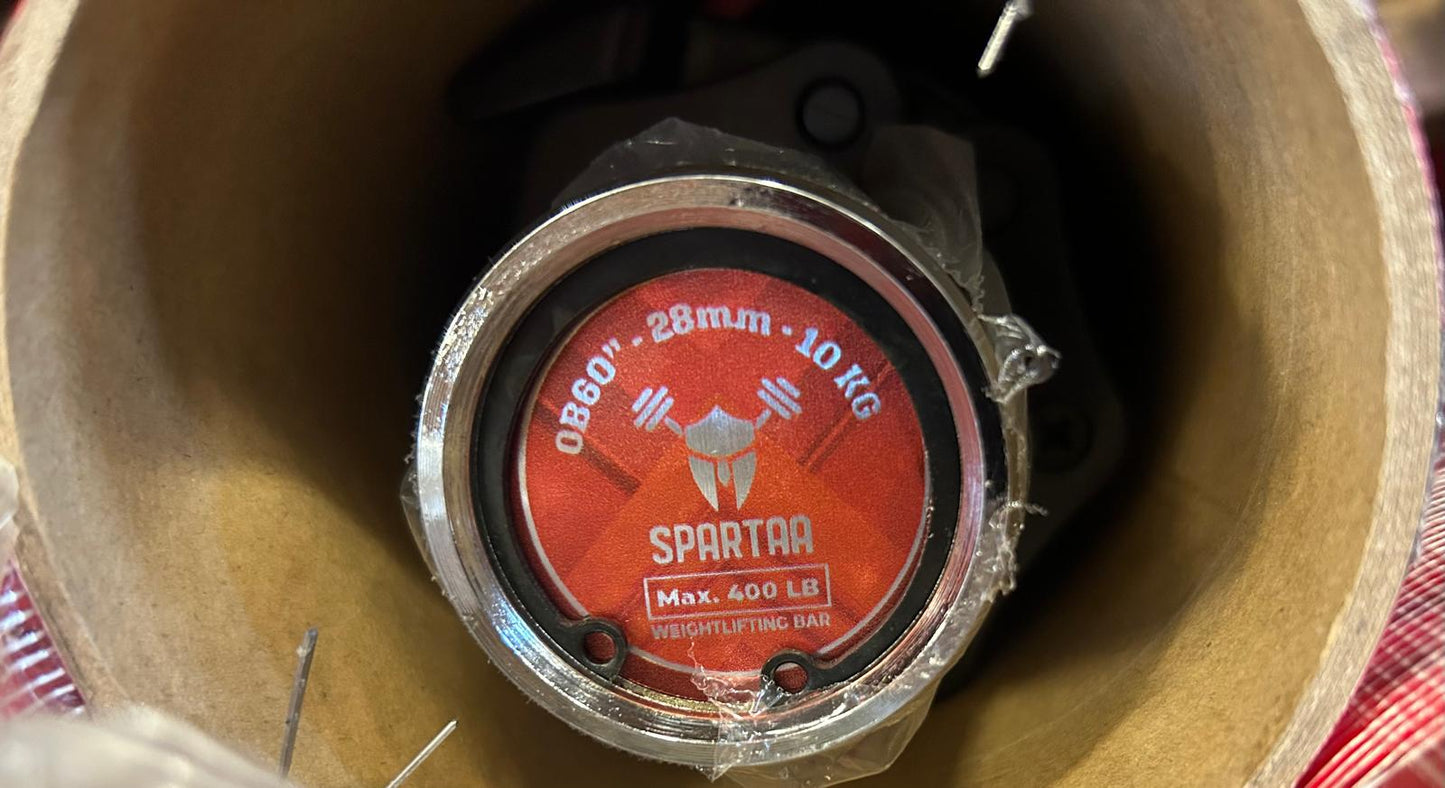 OB60" - 28mm - 10 KG
SPARTAA
Max. 400 LB
WEIGHTLIFTING BAR